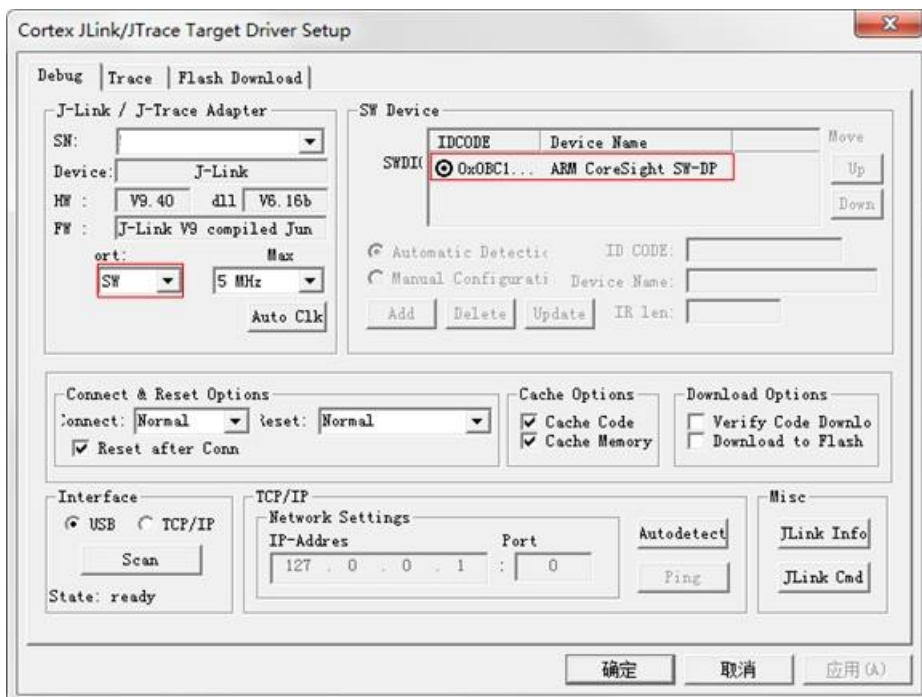 Cortex JLink/JTrace Target Driver Setup
Debug Trace Flash Download
J-Link / J-Trace Adapter
SN:
Device: J-Link
HW : V9.40 dll V6.16b
FW : J-Link V9 compiled Jun
ort: Max
SW 5 MHz
Auto Clk
SW Device
IDCODE Device Name
SWDI( 0x0BC1... ARM CoreSight SW-DP
Move
Up
Down
Automatic Detectic ID CODE:
Manual Configurati Device Name:
Add Delete Update IR len:
Connect & Reset Options
Connect: Normal Reset: Normal
Reset after Conn
Cache Options
Cache Code
Cache Memory
Download Options
Verify Code Downlo
Download to Flash
Interface
USB TCP/IP
Scan
State: ready
TCP/IP
Network Settings
IP-Addres Port
127 . 0 . 0 . 1 : 0
Autodetect
Ping
Misc
JLink Info
JLink Cmd
确定 取消 应用(A)